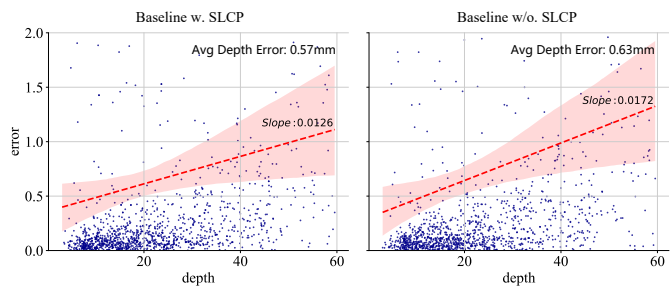 Baseline w. SLCP
Baseline w/o. SLCP
2.0
1.5
1.0
0.5
0.0
error
Avg Depth Error: 0.57mm
Slope:0.0126
20
40
60
depth
Avg Depth Error: 0.63mm
Slope:0.0172
20
40
60
depth